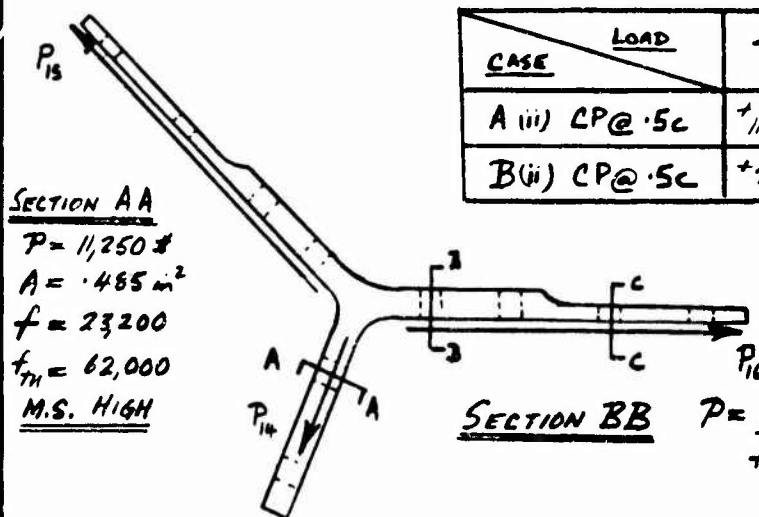 LOAD
CASE
A iii) CP@ .5c
B(ii) CP@ .5c
P15
SECTION AA
P = 11,250 #
A = .485 in²
f = 23,200
fTu = 62,000
M.S. HIGH
B
B
C
C
A
A
P14
P16
SECTION BB P =